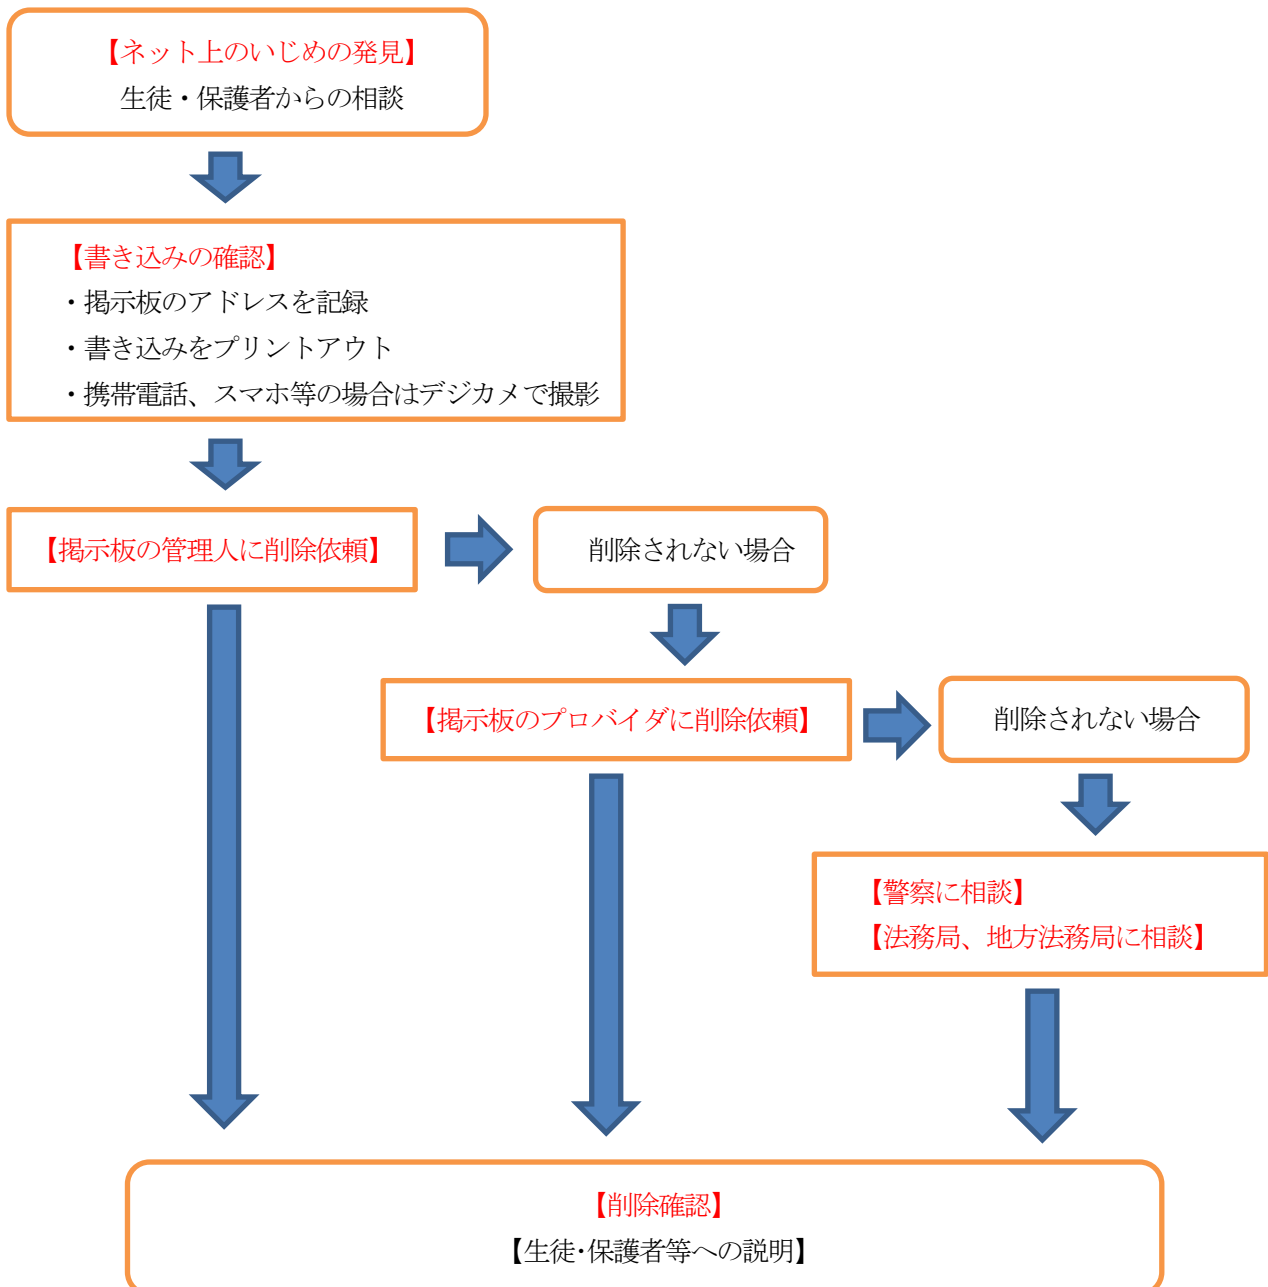 【ネット上のいじめの発見】
生徒・保護者からの相談
【書き込みの確認】
・掲示板のアドレスを記録
・書き込みをプリントアウト
・携帯電話、スマホ等の場合はデジカメで撮影
【掲示板の管理人に削除依頼】
削除されない場合
【掲示板のプロバイダに削除依頼】
削除されない場合
【警察に相談】
【法務局、地方法務局に相談】
【削除確認】
【生徒・保護者等への説明】